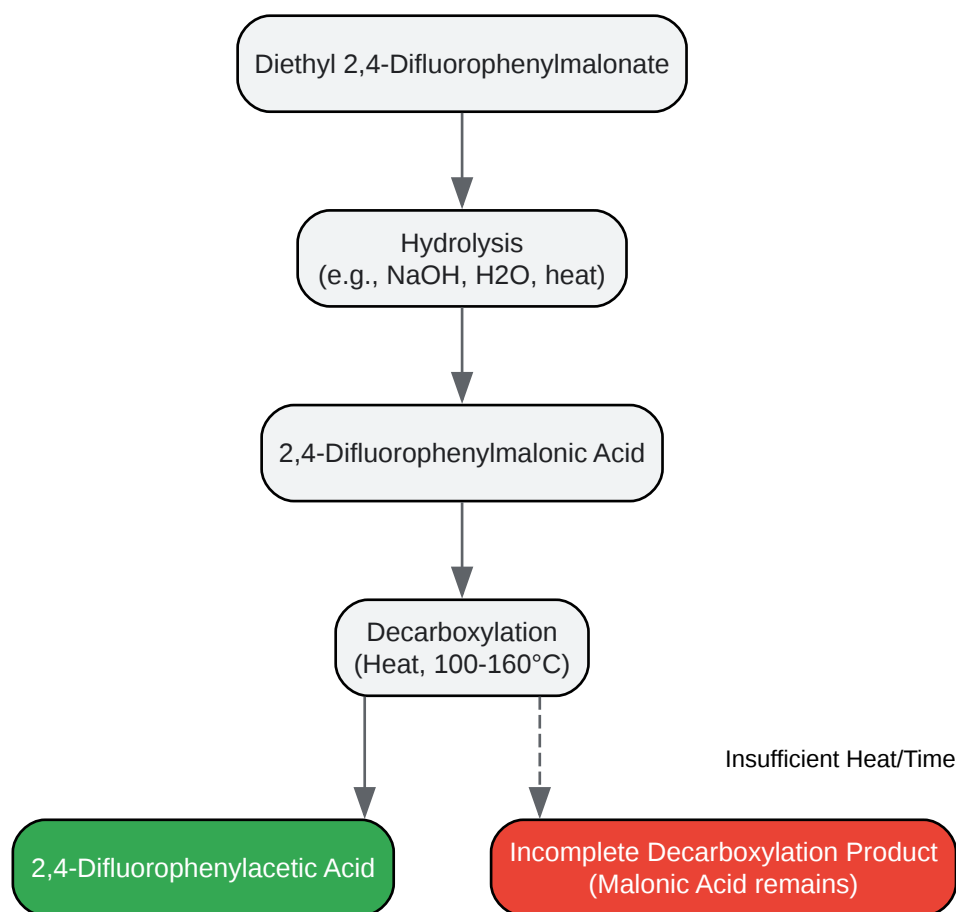 Diethyl 2,4-Difluorophenylmalonate
Hydrolysis
(e.g., NaOH, H2O, heat)
2,4-Difluorophenylmalonic Acid
Decarboxylation
(Heat, 100-160°C)
Insufficient Heat/Time
2,4-Difluorophenylacetic Acid
Incomplete Decarboxylation Product
(Malonic Acid remains)